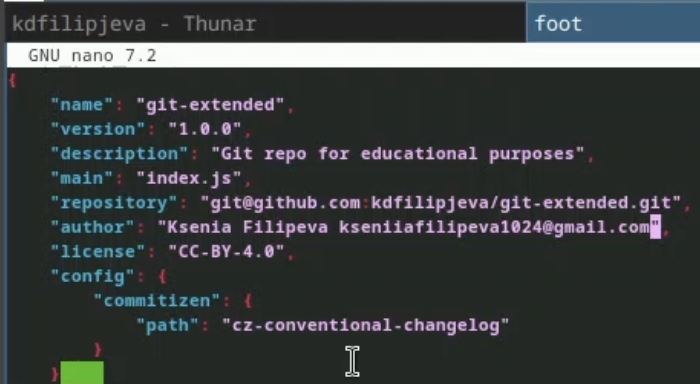 kdfilipjeva - Thunar
foot
GNU nano 7.2
{
"name": "git-extended",
"version": "1.0.0",
"description": "Git repo for educational purposes",
"main": "index.js",
"repository": "git@github.com:kdfilipjeva/git-extended.git",
"author": "Ksenia Filipeva kseniiafilipeva1024@gmail.com",
"license": "CC-BY-4.0",
"config": {
"commitizen": {
"path": "cz-conventional-changelog"
}
}